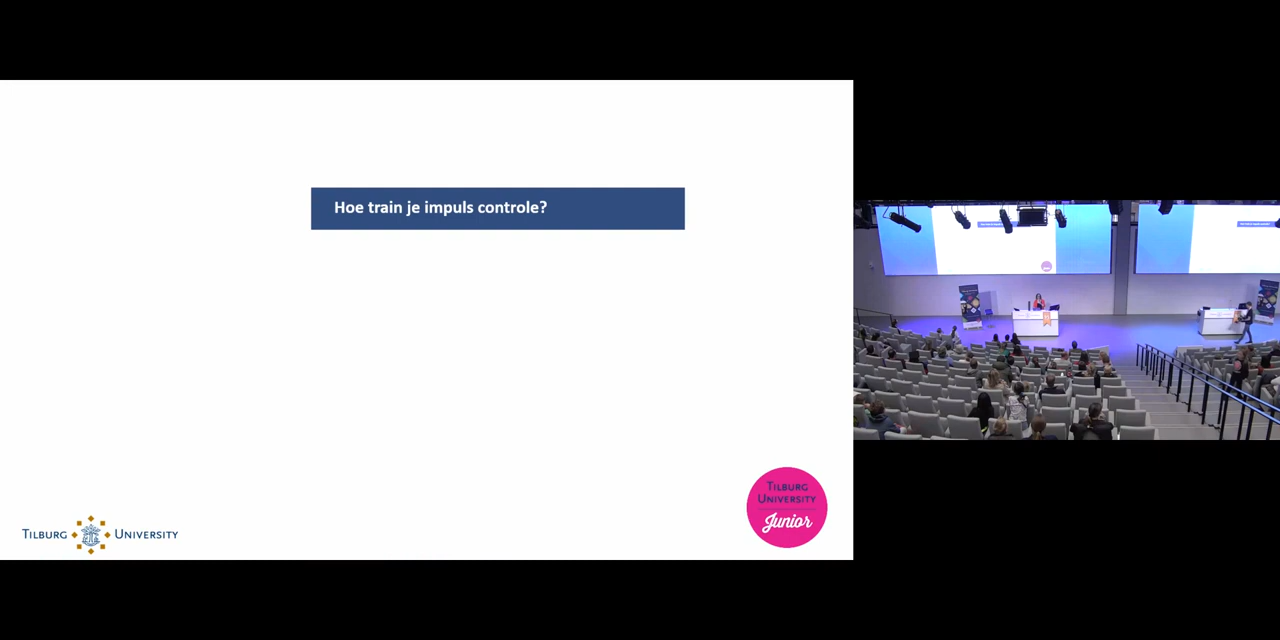 Hoe train je impuls controle?
TILBURG UNIVERSITY
TILBURG
UNIVERSITY
Junior